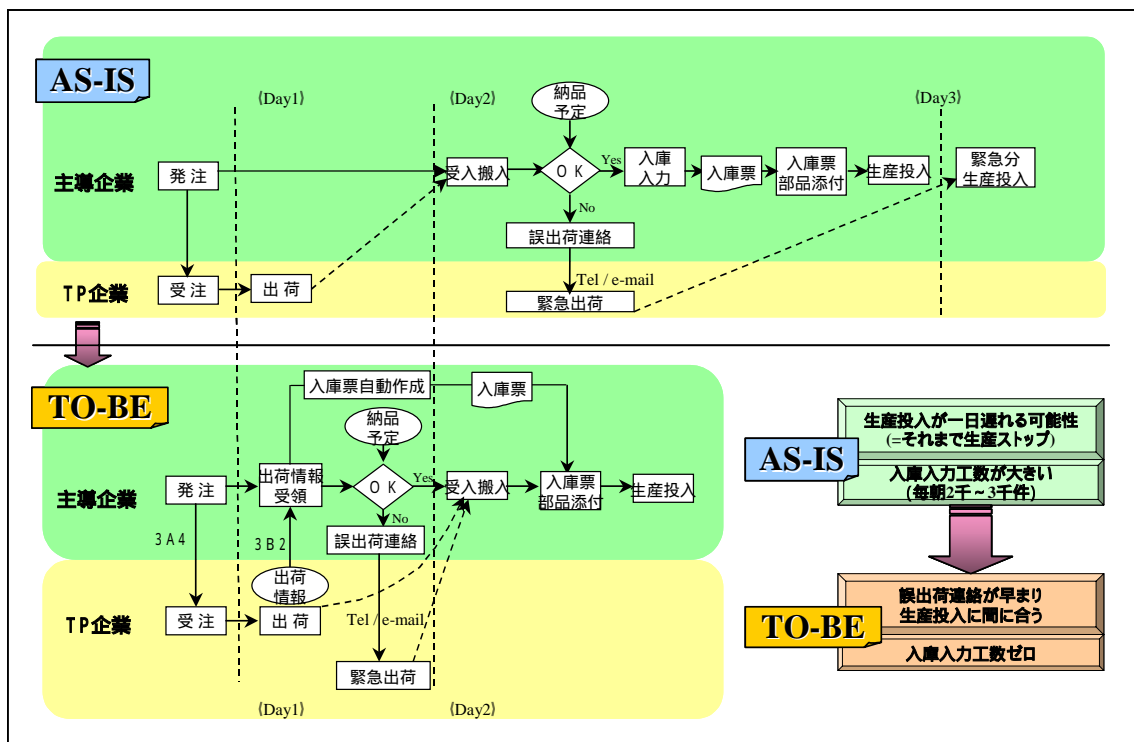 AS-IS
(Day1)
(Day2)
(Day3)
納品
予定
主導企業
発 注
受入搬入
O K
Yes
入庫
入力
入庫票
入庫票
部品添付
生産投入
緊急分
生産投入
No
誤出荷連絡
TP企業
受 注
出 荷
Tel / e-mail
緊急出荷
TO-BE
入庫票自動作成
入庫票
納品
予定
主導企業
発 注
出荷情報
受領
O K
Yes
受入搬入
入庫票
部品添付
生産投入
No
誤出荷連絡
3A4
3B2
出荷
情報
TP企業
受 注
出 荷
Tel / e-mail
緊急出荷
(Day1)
(Day2)
AS-IS
生産投入が一日遅れる可能性
(=それまで生産ストップ)
入庫入力工数が大きい
(毎朝2千~3千件)
TO-BE
誤出荷連絡が早まり
生産投入に間に合う
入庫入力工数ゼロ